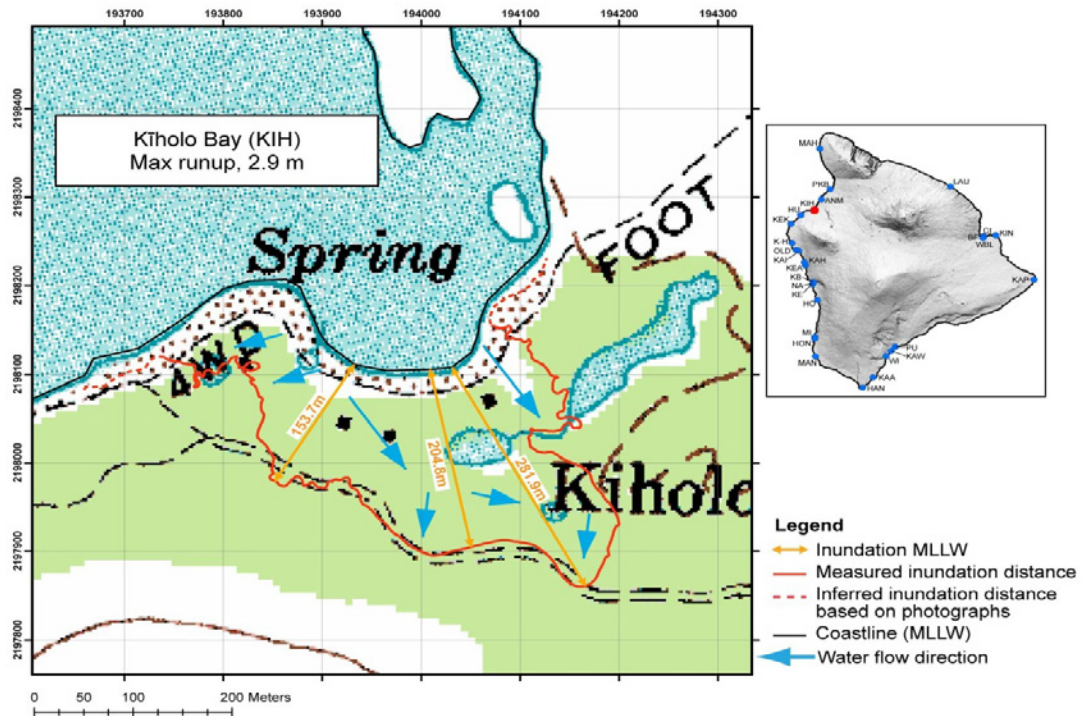 193700 193800 193900 194000 194100 194200 194300
2198400
2198300
2198200
2198100
2198000
2197900
2197800
Kīholo Bay (KIH)
Max runup, 2.9 m
Spring
FOOT
4WD
Kiholo
153.7m
204.8m
281.9m
0 50 100 200 Meters
MAH
PKB
LAU
KIH
ANM
HU
KEK
K-H
OLD
KAI
KAH
KEA
KB
NA
KE
HO
CI
KIN
WBL
KAP
MI
HON
MAN
PU
KAW
WI
KAA
HAN
Legend
Inundation MLLW
Measured inundation distance
Inferred inundation distance
based on photographs
Coastline (MLLW)
Water flow direction